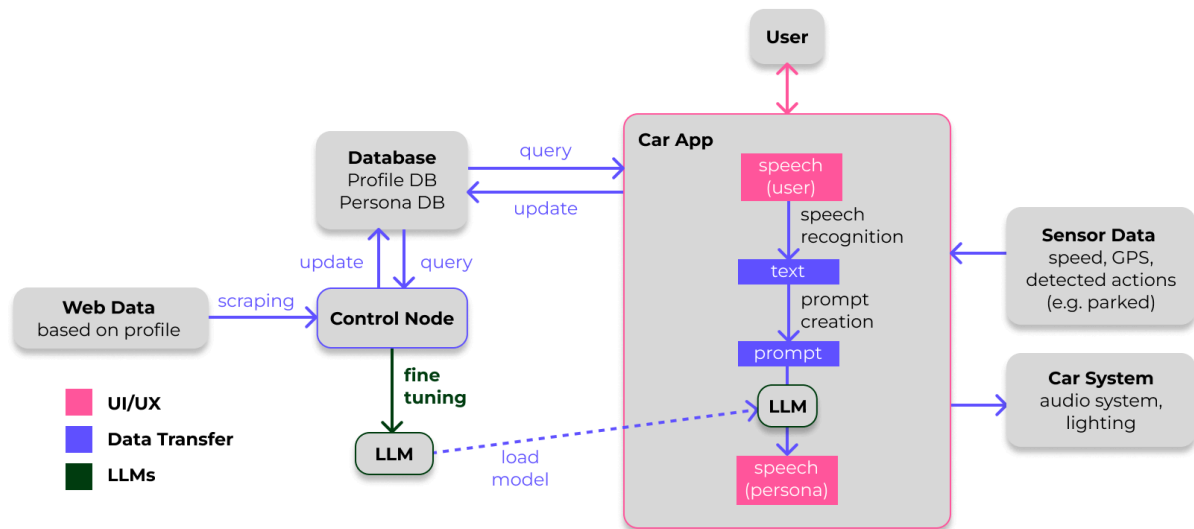 User
Car App
speech
(user)
speech
recognition
text
prompt
creation
prompt
LLM
speech
(persona)
Database
Profile DB
Persona DB
query
update
update
query
Web Data
based on profile
scraping
Control Node
fine
tuning
LLM
load
model
Sensor Data
speed, GPS,
detected actions
(e.g. parked)
Car System
audio system,
lighting
UI/UX
Data Transfer
LLMs